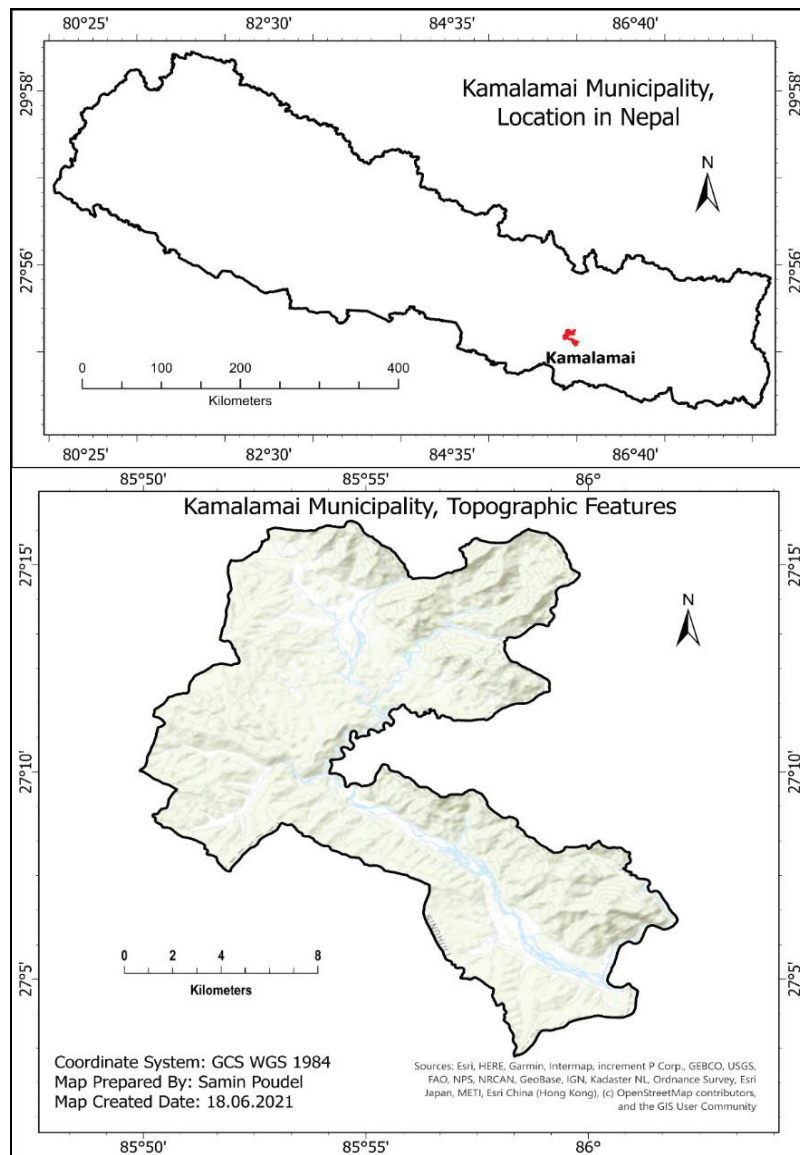 80°25' 82°30' 84°35' 86°40'
29°58' 29°58'
Kamalamai Municipality,
Location in Nepal
N
27°56' 27°56'
Kamalamai
0 100 200 400
Kilometers
80°25' 82°30' 84°35' 86°40'
85°50' 85°55' 86°
Kamalamai Municipality, Topographic Features
27°15' 27°15'
N
27°10' 27°10'
0 2 4 8
Kilometers
27°5' 27°5'
Coordinate System: GCS WGS 1984
Map Prepared By: Samin Poudel
Map Created Date: 18.06.2021
Sources: Esri, HERE, Garmin, Intermap, increment P Corp., GEBCO, USGS,
FAO, NPS, NRCAN, GeoBase, IGN, Kadaster NL, Ordnance Survey, Esri
Japan, METI, Esri China (Hong Kong), (c) OpenStreetMap contributors,
and the GIS User Community
85°50' 85°55' 86°